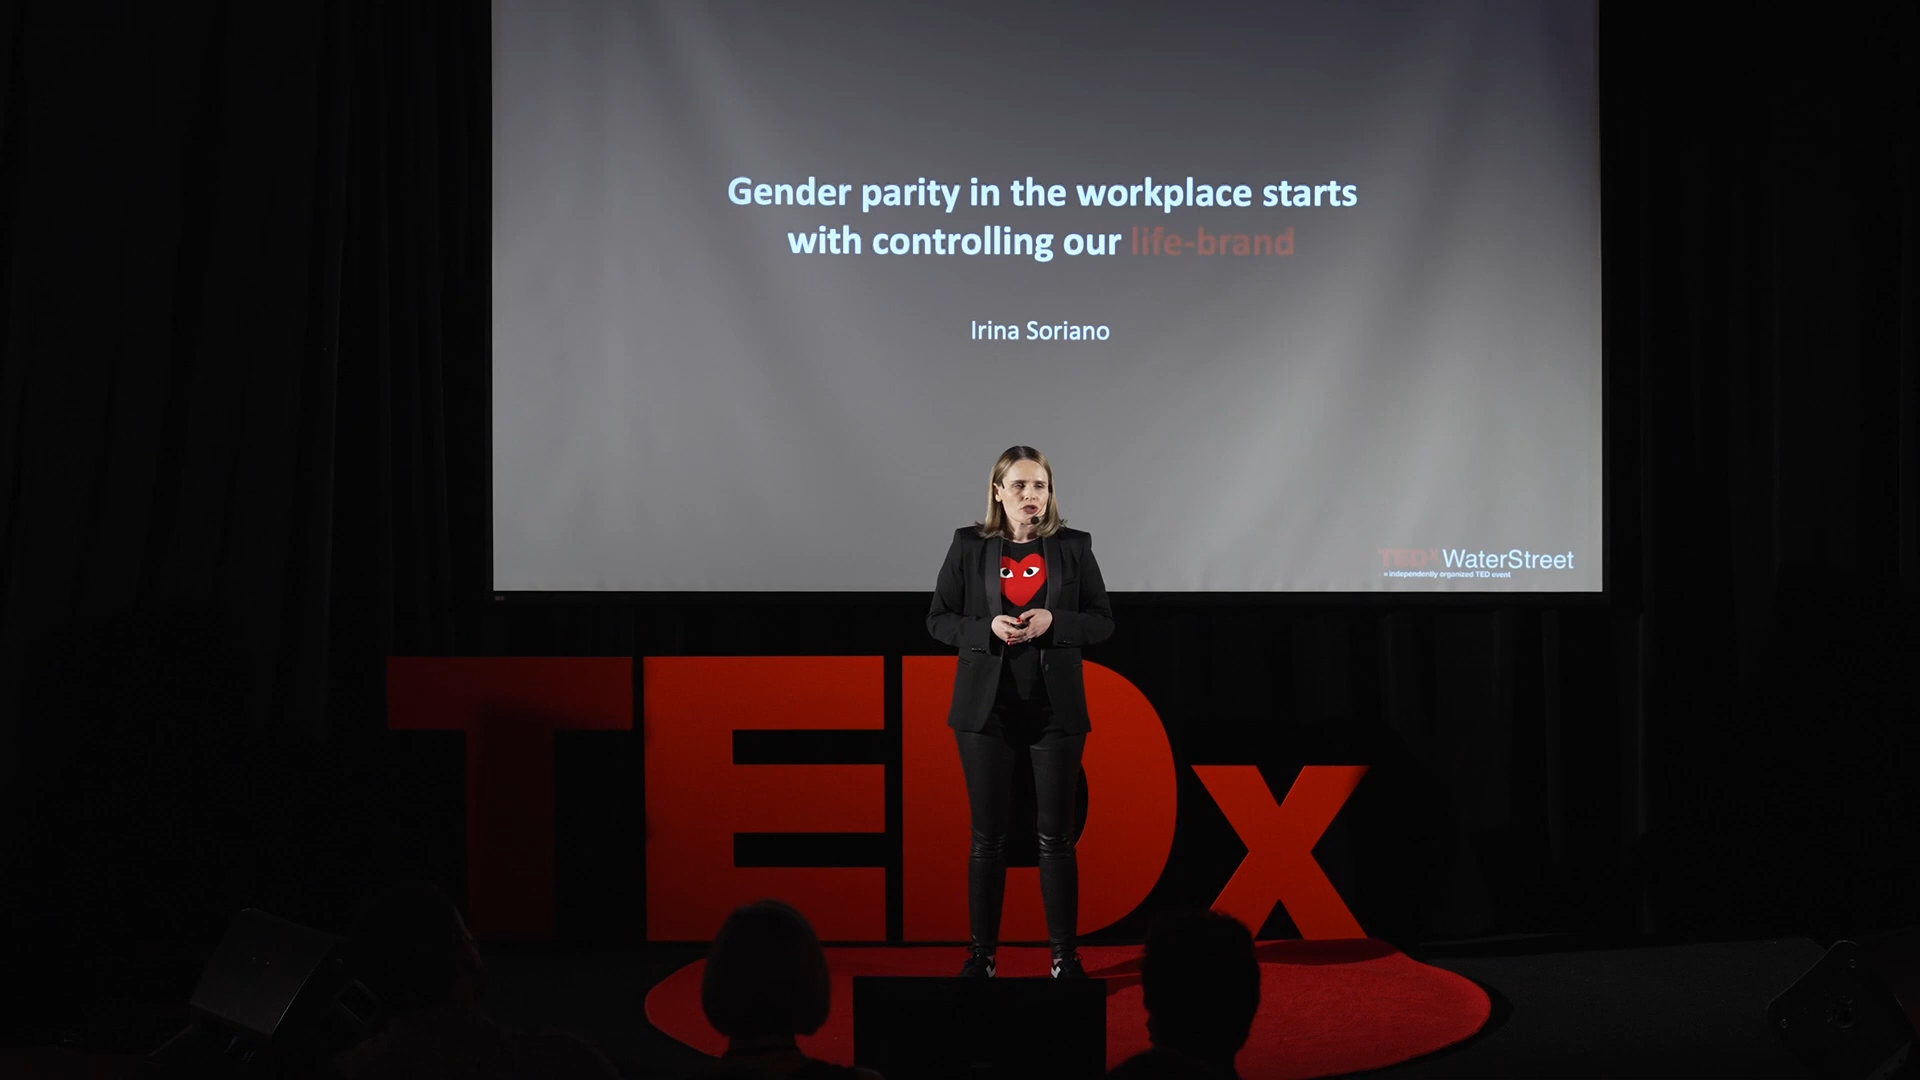 Gender parity in the workplace starts
with controlling our life-brand
Irina Soriano
TEDx WaterStreet
x independently organized TED event
TEDx